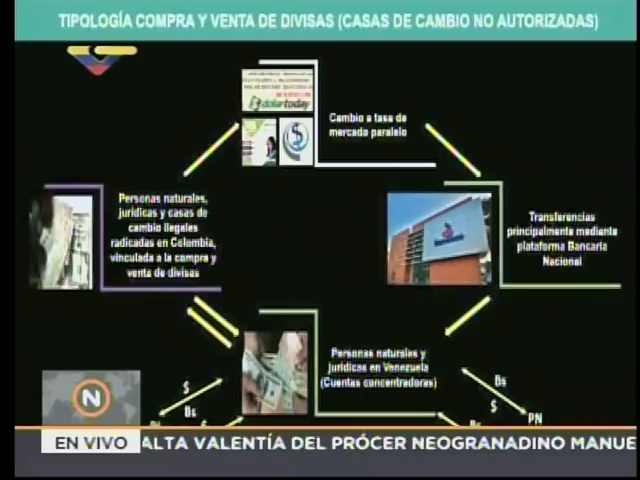 TIPOLOGÍA COMPRA Y VENTA DE DIVISAS (CASAS DE CAMBIO NO AUTORIZADAS)
dolartoday
$
Cambio a tasa de
mercado paralelo
Personas naturales,
jurídicas y casas de
cambio ilegales
radicadas en Colombia,
vinculada a la compra y
venta de divisas
Transferencias
principalmente mediante
plataforma Bancaria
Nacional
Personas naturales y
jurídicas en Venezuela
(Cuentas concentradoras)
$
Bs
Bs
$
PN
N
EN VIVO
ALTA VALENTÍA DEL PRÓCER NEOGRANADINO MANUE